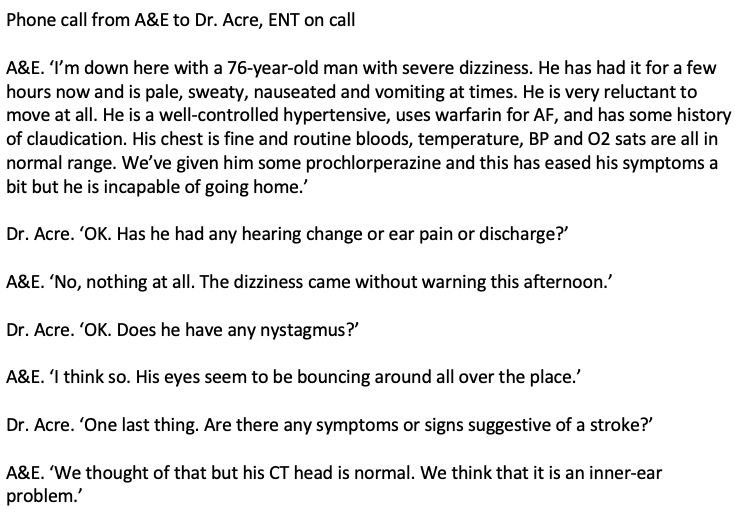 Phone call from A&E to Dr. Acre, ENT on call
A&E. ‘I’m down here with a 76-year-old man with severe dizziness. He has had it for a few
hours now and is pale, sweaty, nauseated and vomiting at times. He is very reluctant to
move at all. He is a well-controlled hypertensive, uses warfarin for AF, and has some history
of claudication. His chest is fine and routine bloods, temperature, BP and O2 sats are all in
normal range. We’ve given him some prochlorperazine and this has eased his symptoms a
bit but he is incapable of going home.’
Dr. Acre. ‘OK. Has he had any hearing change or ear pain or discharge?’
A&E. ‘No, nothing at all. The dizziness came without warning this afternoon.’
Dr. Acre. ‘OK. Does he have any nystagmus?’
A&E. ‘I think so. His eyes seem to be bouncing around all over the place.’
Dr. Acre. ‘One last thing. Are there any symptoms or signs suggestive of a stroke?’
A&E. ‘We thought of that but his CT head is normal. We think that it is an inner-ear
problem.’